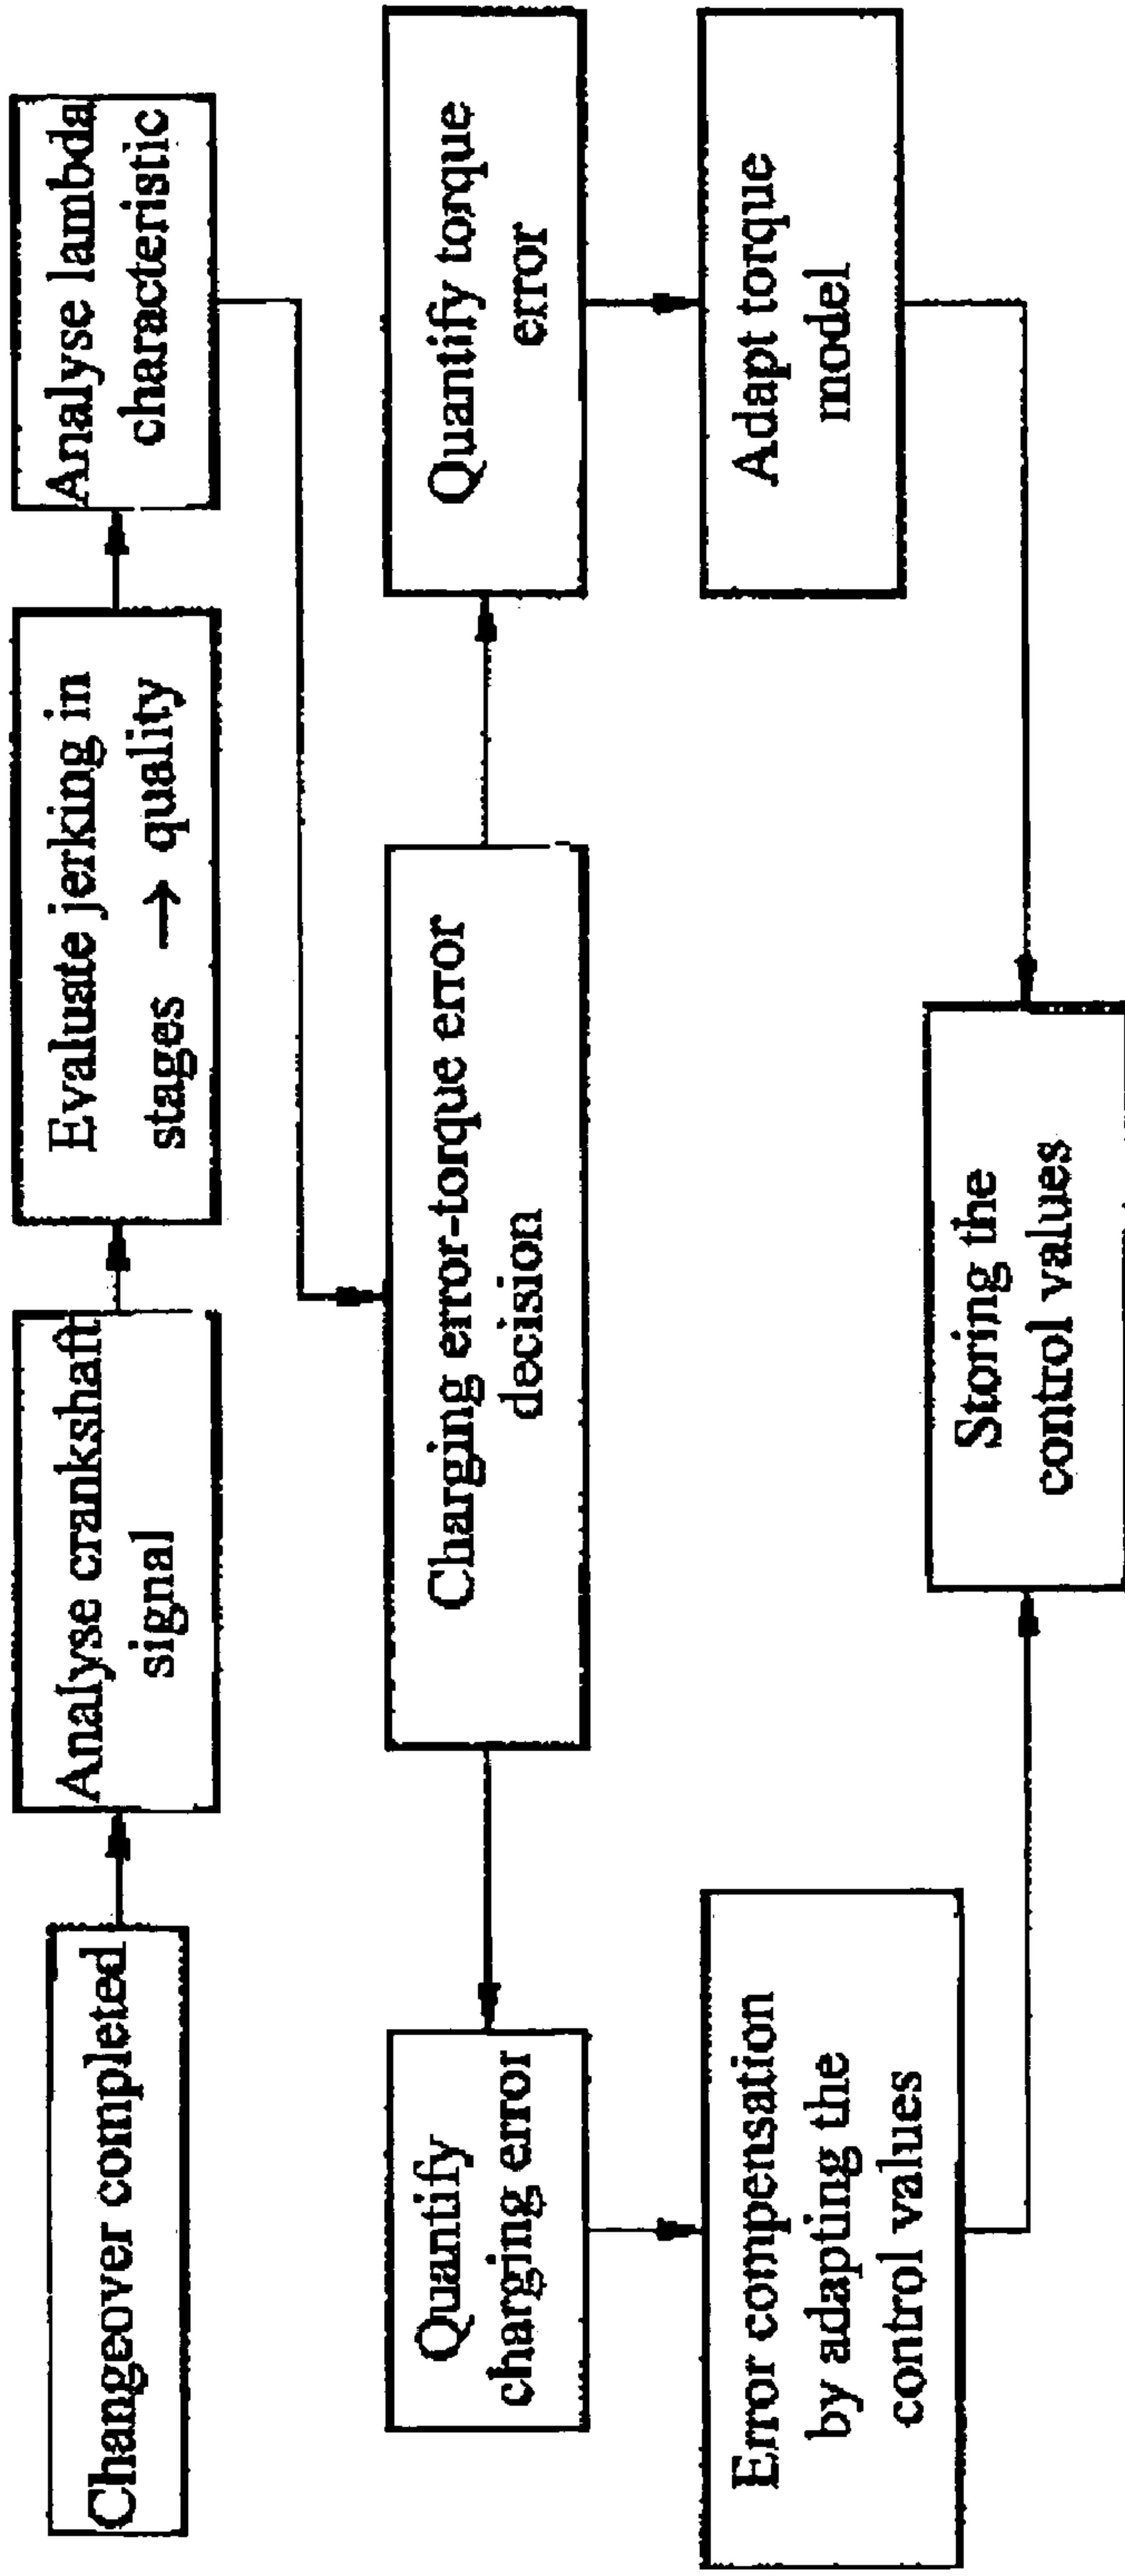 Changeover completed
Analyse crankshaft
signal
Evaluate jerking in
stages → quality
Analyse lambda
characteristic
Charging error-torque error
decision
Quantify
charging error
Quantify torque
error
Error compensation
by adapting the
control values
Adapt torque
model
Storing the
control values